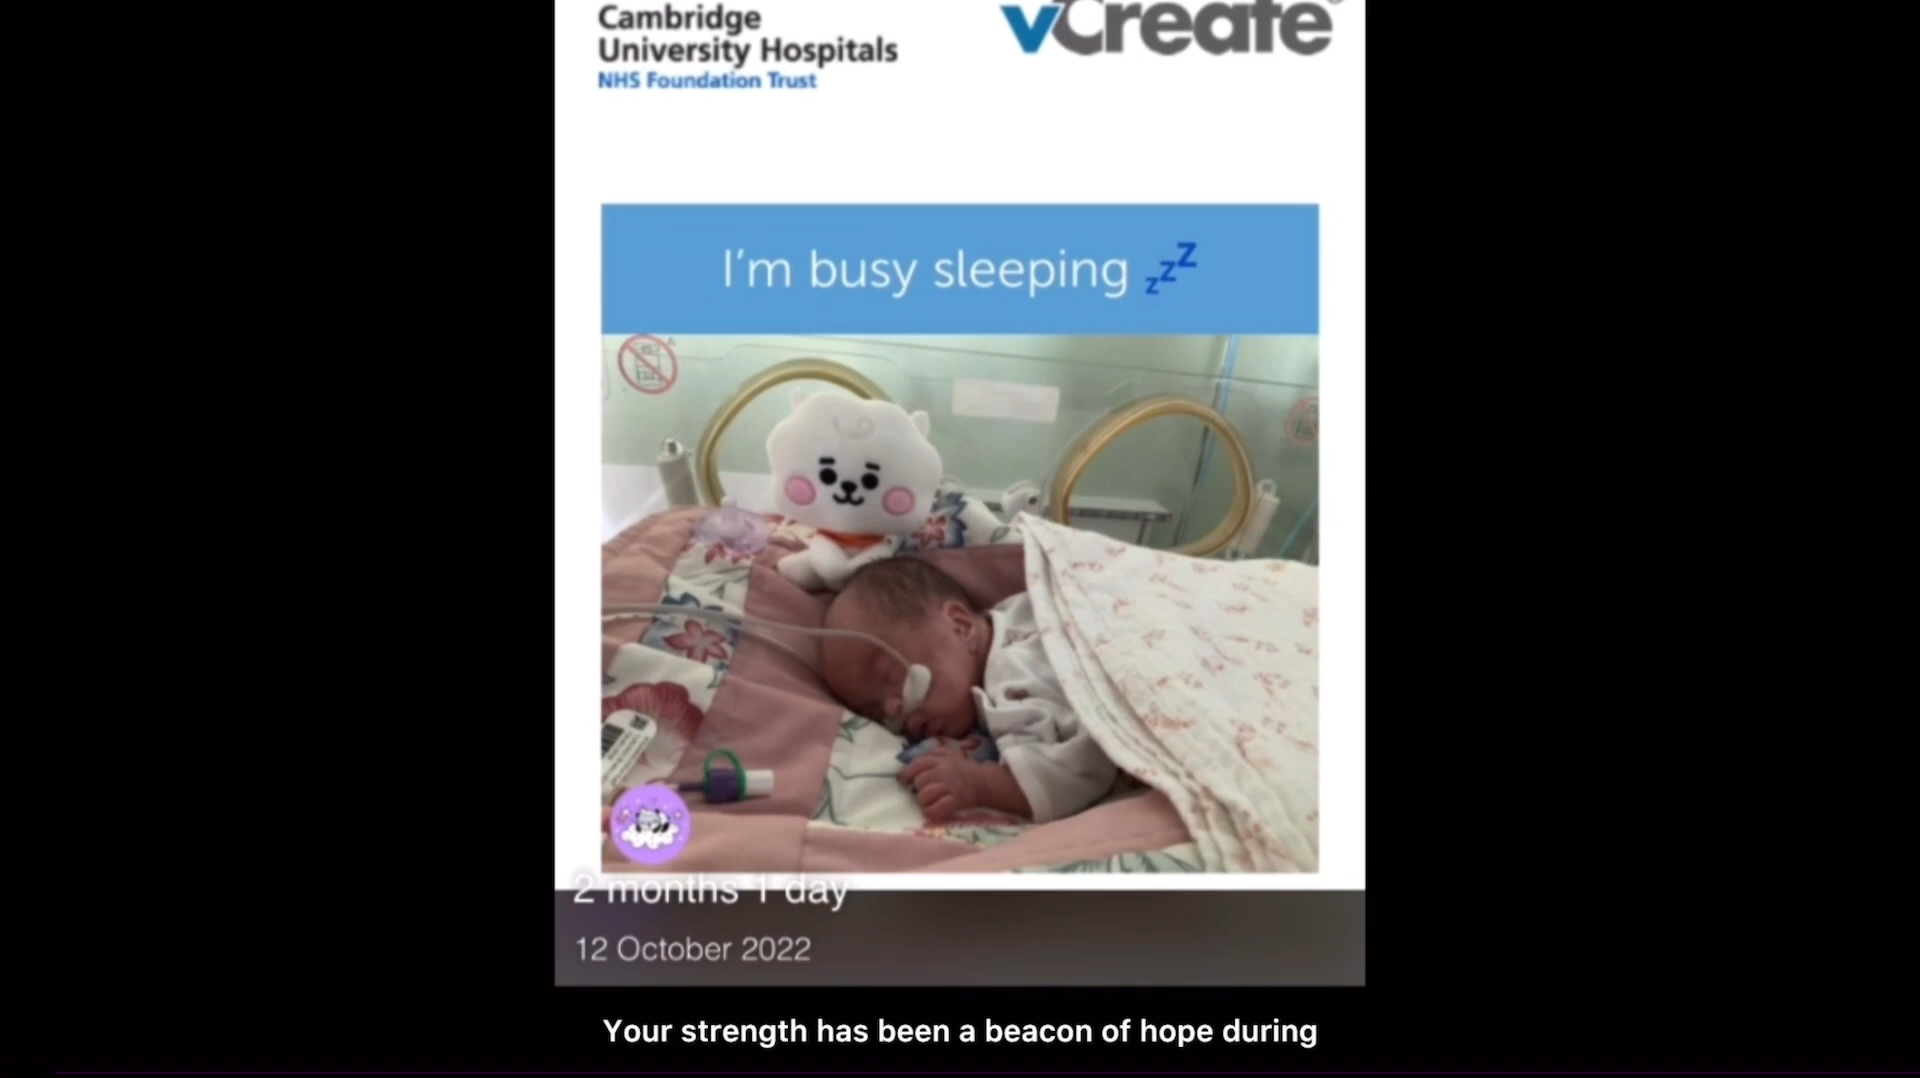 Cambridge
University Hospitals
NHS Foundation Trust
vCreate
I'm busy sleeping zzz
2 months 1 day
12 October 2022
Your strength has been a beacon of hope during